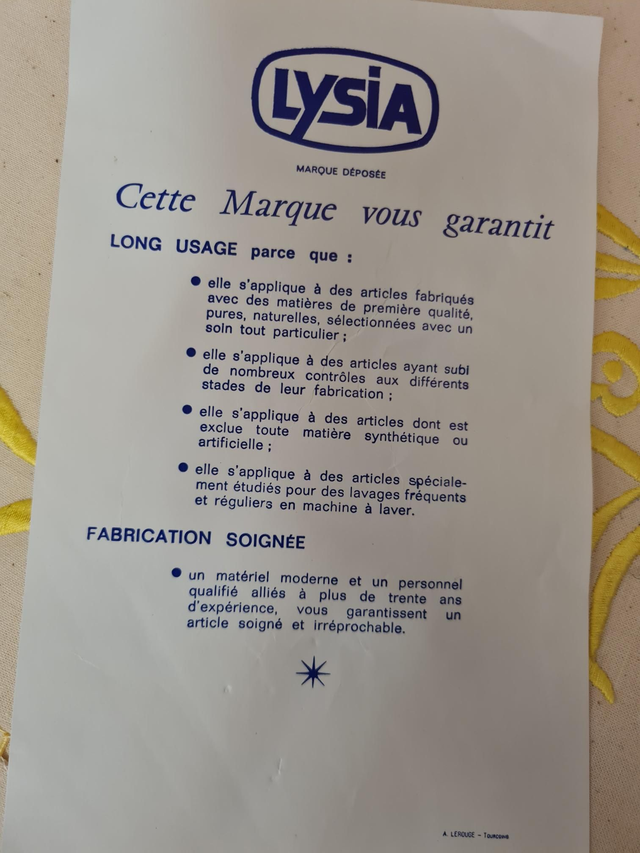 LYSiA
MARQUE DÉPOSÉE
Cette Marque vous garantit
LONG USAGE parce que :
● elle s'applique à des articles fabriqués
avec des matières de première qualité,
pures, naturelles, sélectionnées avec un
soin tout particulier ;
● elle s'applique à des articles ayant subi
de nombreux contrôles aux différents
stades de leur fabrication ;
● elle s'applique à des articles dont est
exclue toute matière synthétique ou
artificielle ;
● elle s'applique à des articles spéciale-
ment étudiés pour des lavages fréquents
et réguliers en machine à laver.
FABRICATION SOIGNÉE
● un matériel moderne et un personnel
qualifié alliés à plus de trente ans
d'expérience, vous garantissent un
article soigné et irréprochable.
A. LEROUGE - TOURCOING